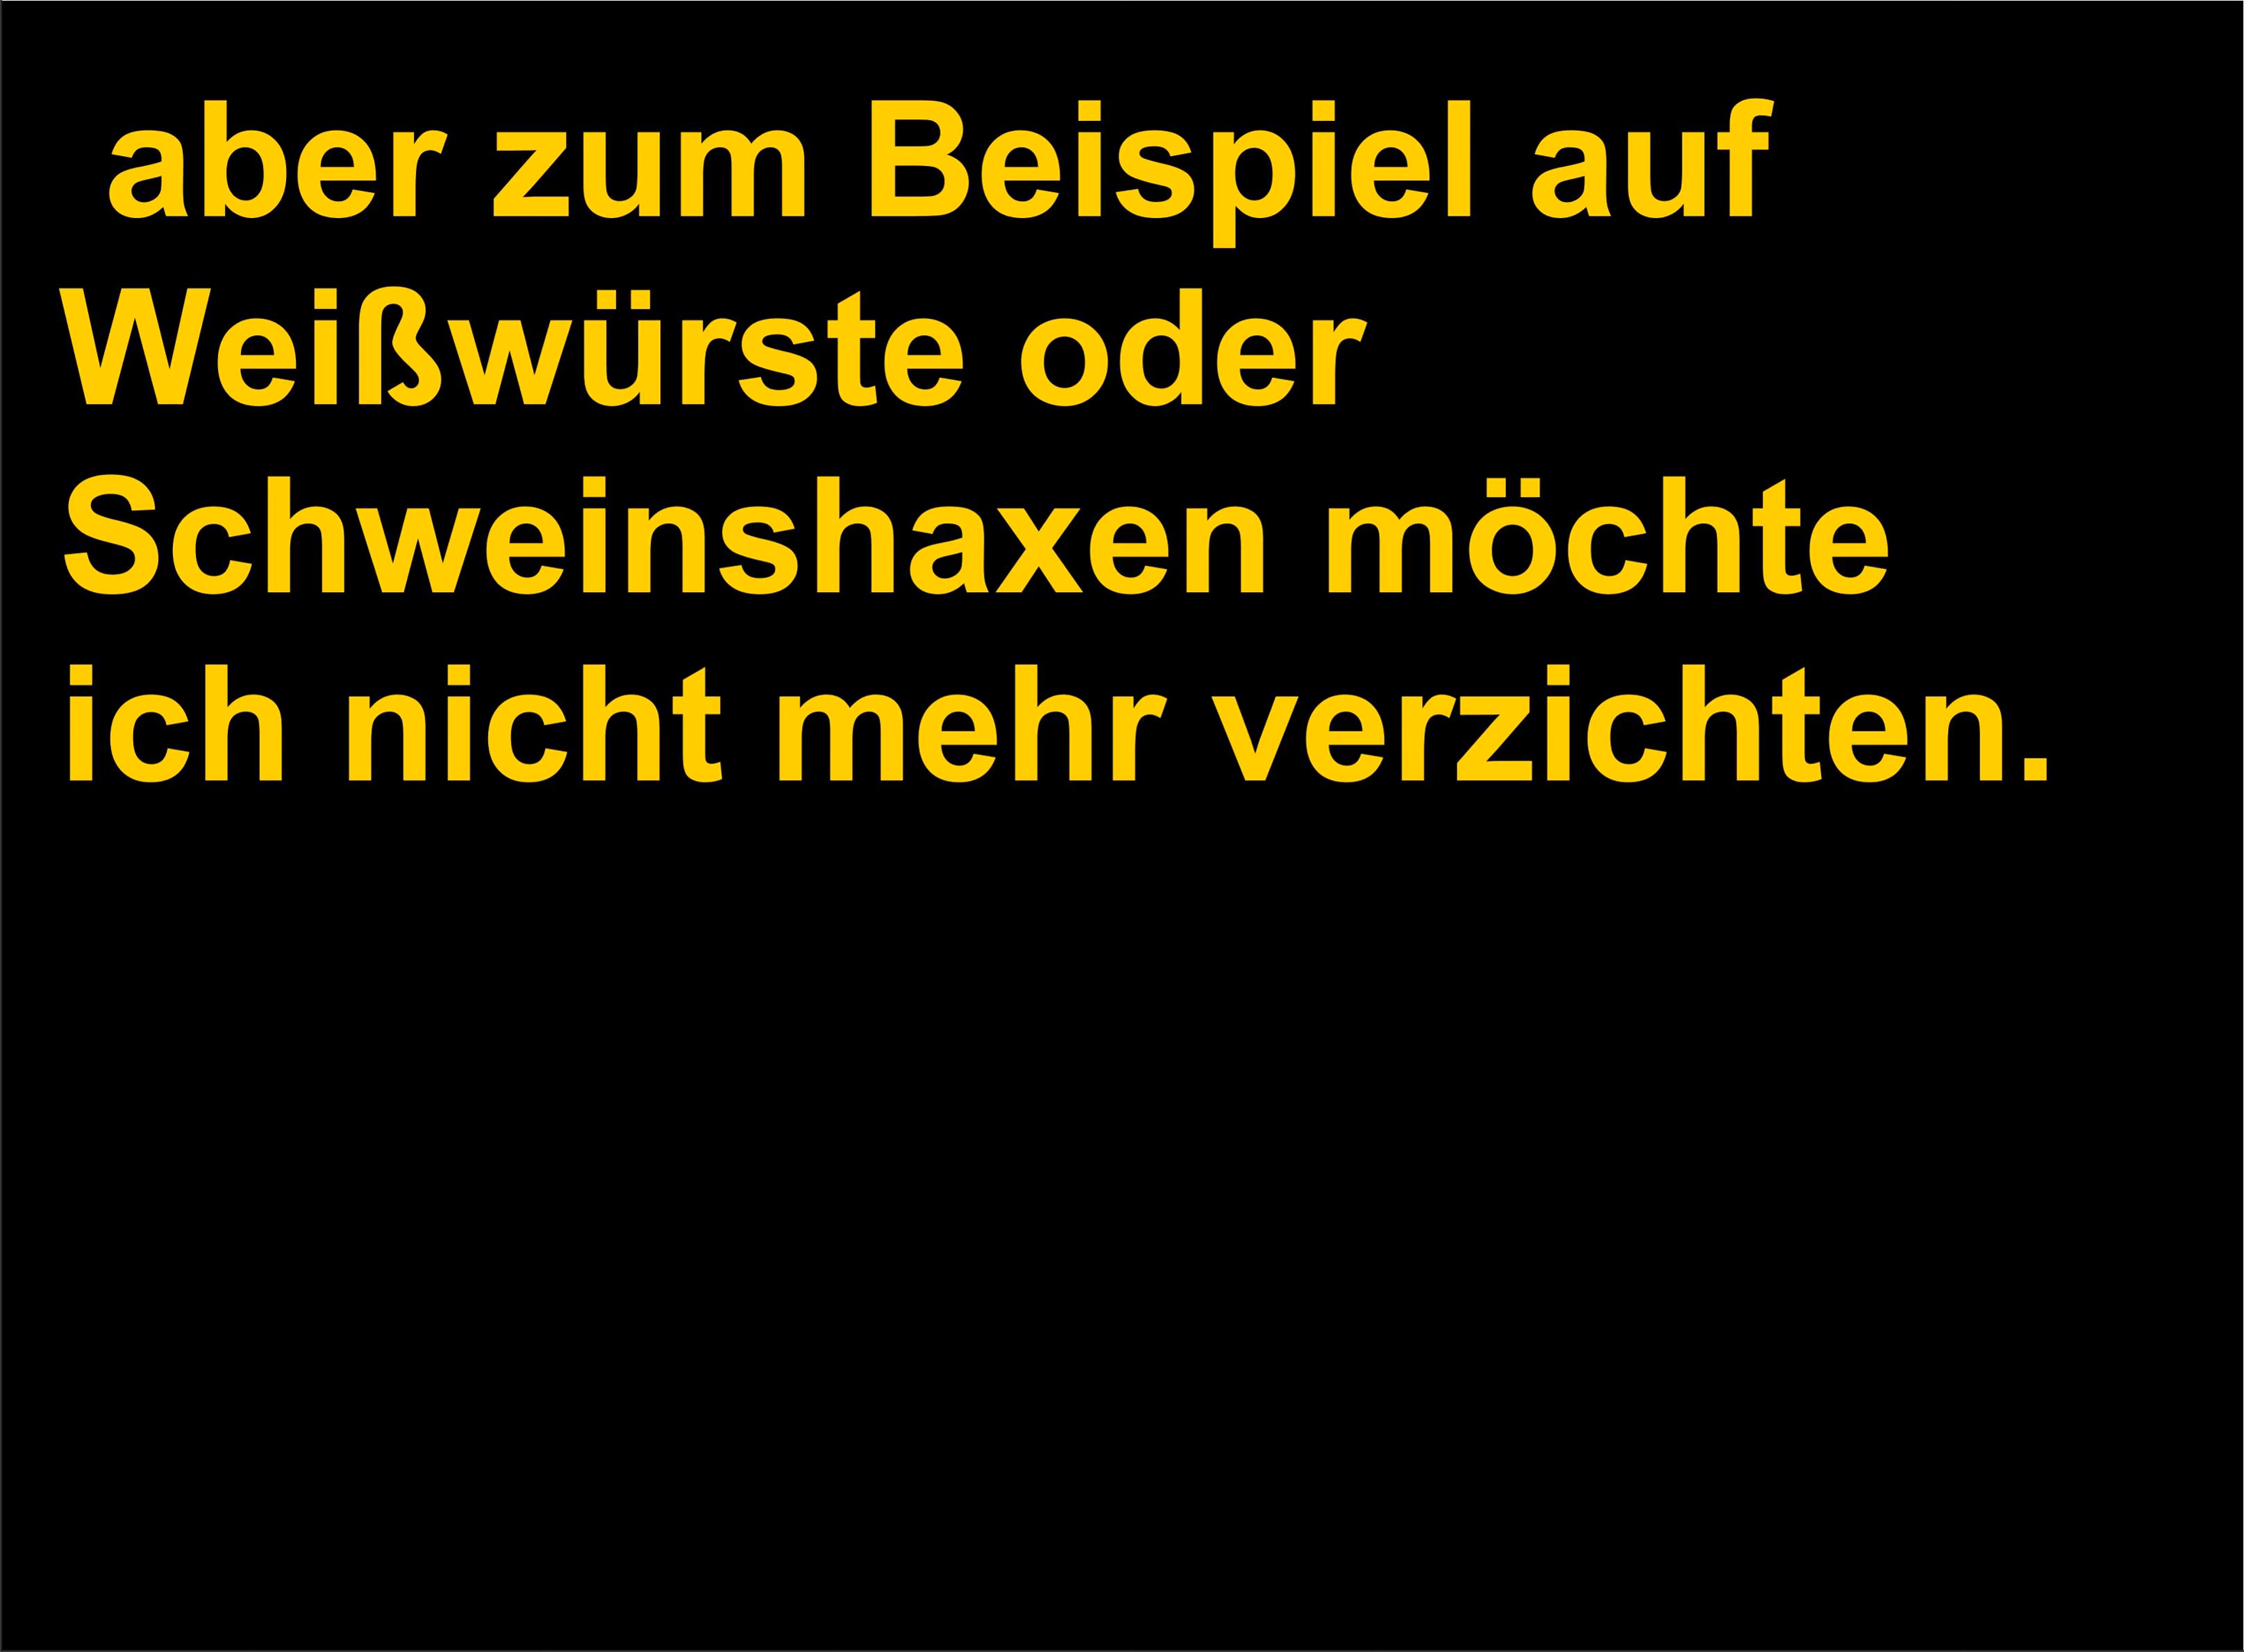 aber zum Beispiel auf
Weißwürste oder
Schweinshaxen möchte
ich nicht mehr verzichten.